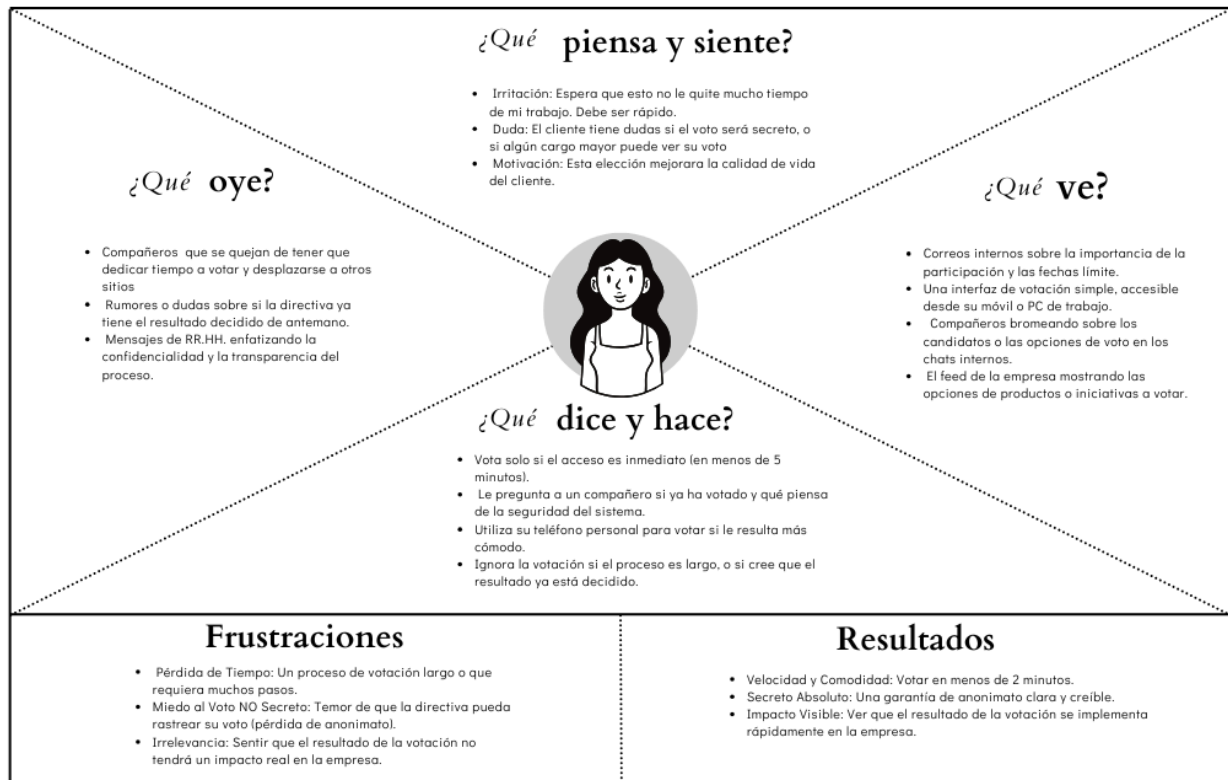 ¿Qué piensa y siente?
• Irritación: Espera que esto no le quite mucho tiempo
de mi trabajo. Debe ser rápido.
• Duda: El cliente tiene dudas si el voto será secreto, o
si algún cargo mayor puede ver su
voto
• Motivación: Esta elección mejorara la calidad de vida
del cliente.
¿Qué oye?
• Compañeros que se quejan de tener que
dedicar tiempo a votar y desplazarse a otros
sitios
• Rumores o dudas sobre si la directiva ya
tiene el resultado decidido de antemano.
• Mensajes de RR.HH. enfatizando la
confidencialidad y la transparencia del
proceso.
¿Qué ve?
• Correos internos sobre la importancia de la
participación y las fechas límite.
• Una interfaz de votación simple, accesible
desde su móvil o PC de trabajo.
• Compañeros bromeando sobre los
candidatos o las opciones de voto en los
chats internos.
• El feed de la empresa mostrando las
opciones de productos o iniciativas a votar.
¿Qué dice y hace?
• Vota solo si el acceso es inmediato (en menos de 5
minutos).
• Le pregunta a un compañero si ya ha votado y qué piensa
de la seguridad del sistema.
• Utiliza su teléfono personal para votar si le resulta más
cómodo.
• Ignora la votación si el proceso es largo, o si cree que el
resultado ya está decidido.
Frustraciones
• Pérdida de Tiempo: Un proceso de votación largo o que
requiera muchos pasos.
• Miedo al Voto NO Secreto: Temor de que la directiva pueda
rastrear su voto (pérdida de anonimato).
• Irrelevancia: Sentir que el resultado de la votación no
tendrá un impacto real en la empresa.
Resultados
• Velocidad y Comodidad: Votar en menos de 2 minutos.
• Secreto Absoluto: Una garantía de anonimato clara y creíble.
• Impacto Visible: Ver que el resultado de la votación se implementa
rápidamente en la empresa.